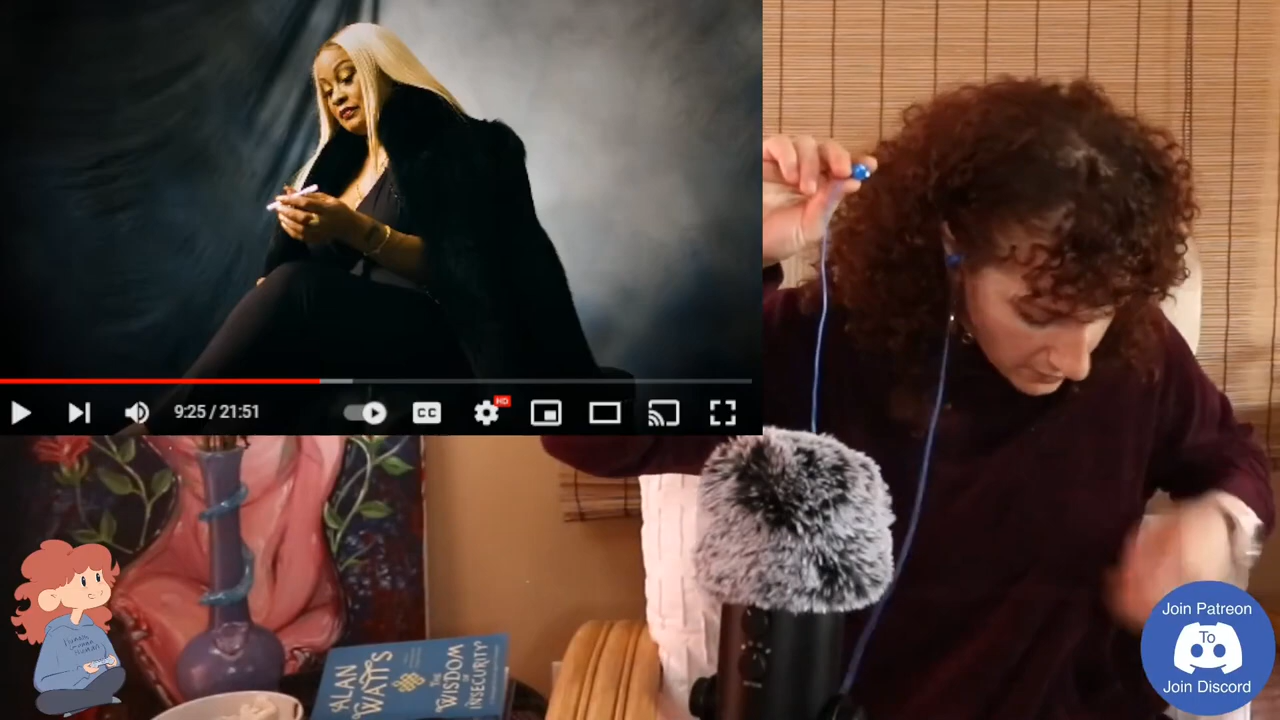 9:25 / 21:51
CC
HD
ALAN
WATTS
THE
WISDOM
OF
INSECURITY
Join Patreon
To
Join Discord